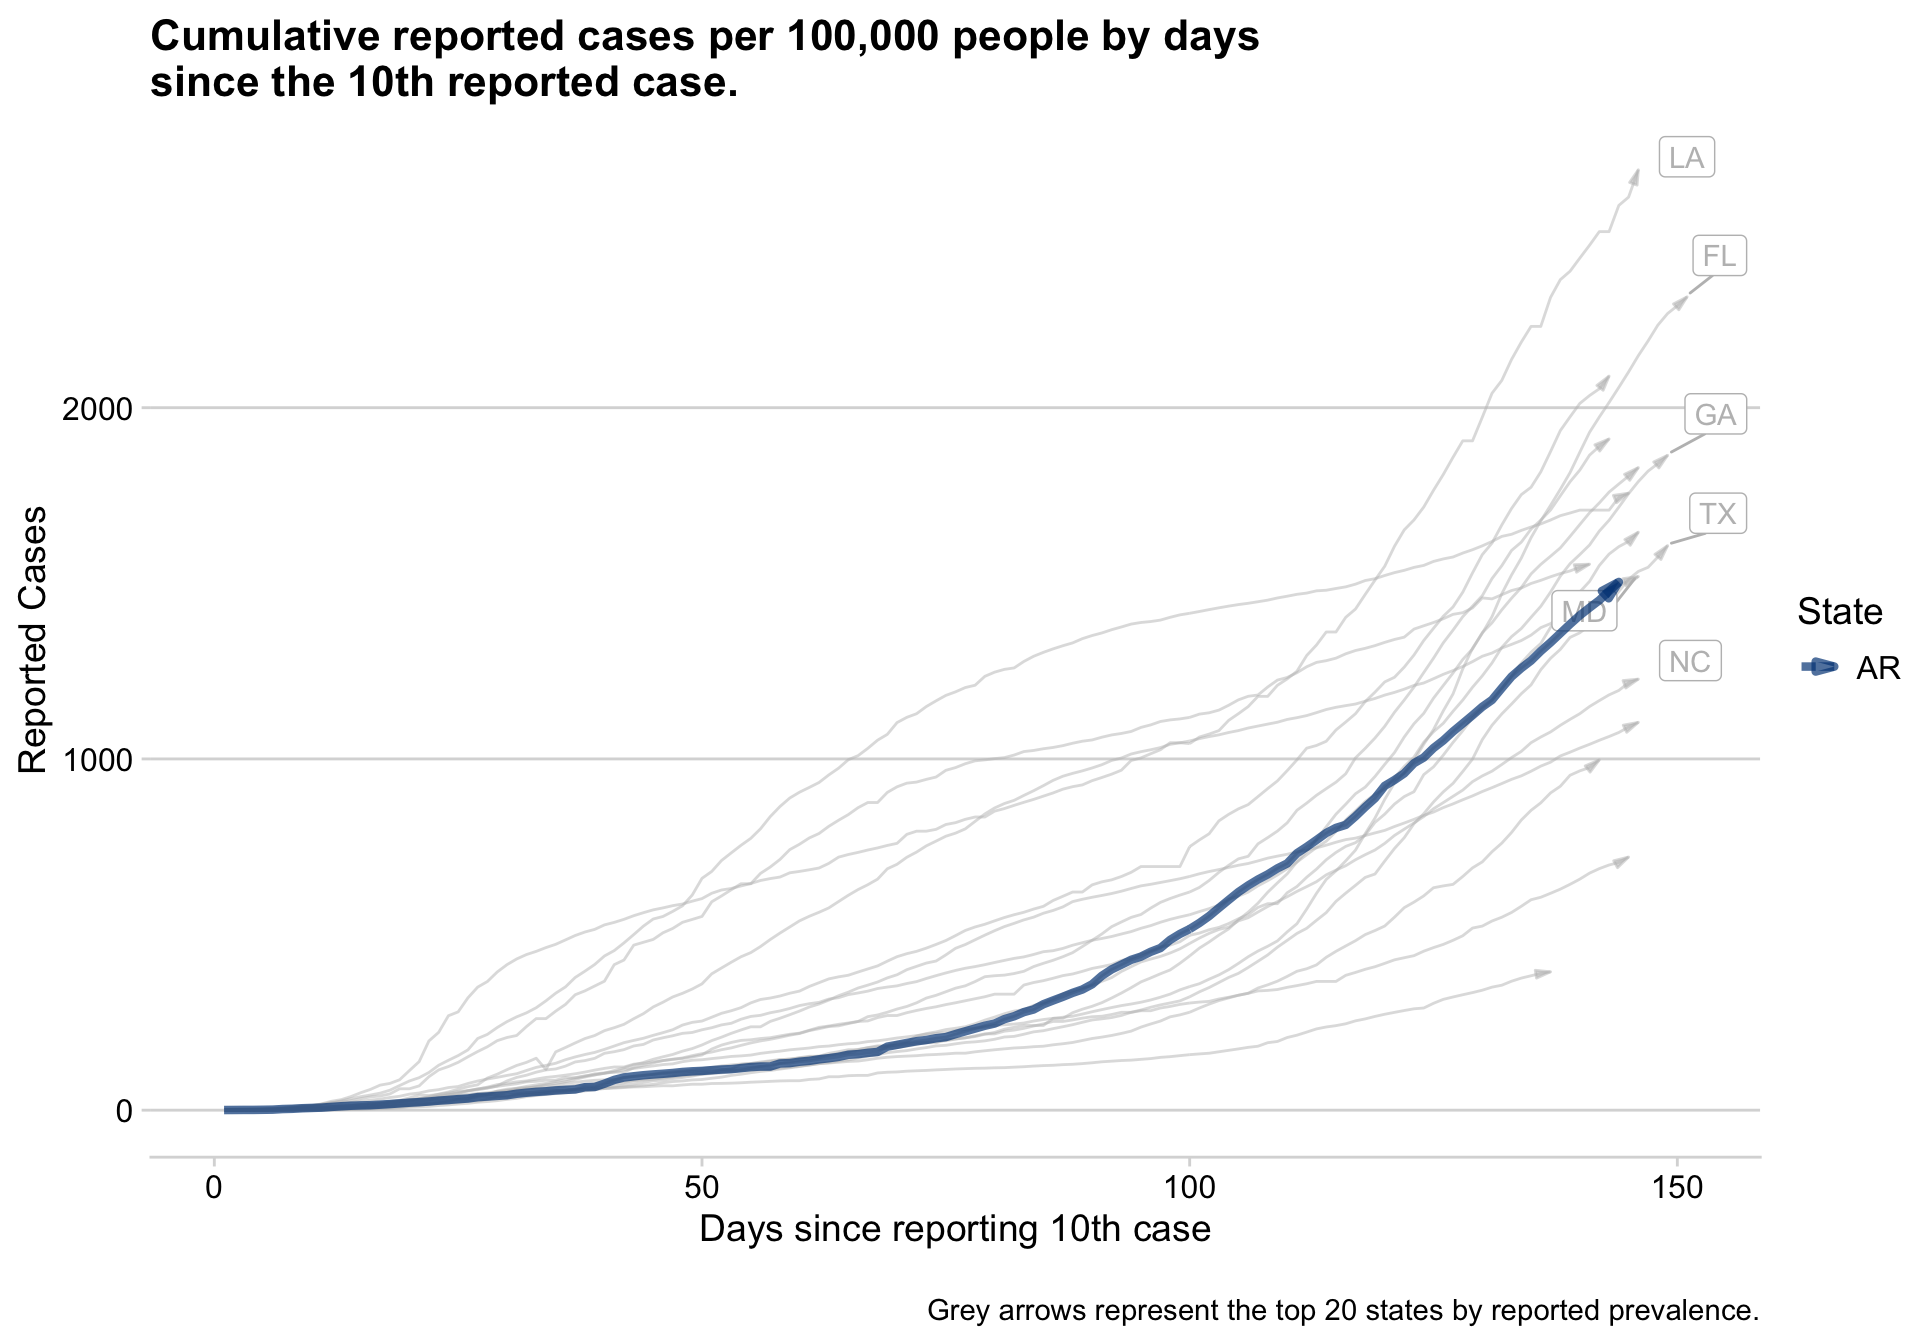 Cumulative reported cases per 100,000 people by days
since the 10th reported case.
LA
FL
2000
GA
TX
Reported Cases
MD
State
NC
AR
1000
0
0
50
100
150
Days since reporting 10th case
Grey arrows represent the top 20 states by reported prevalence.